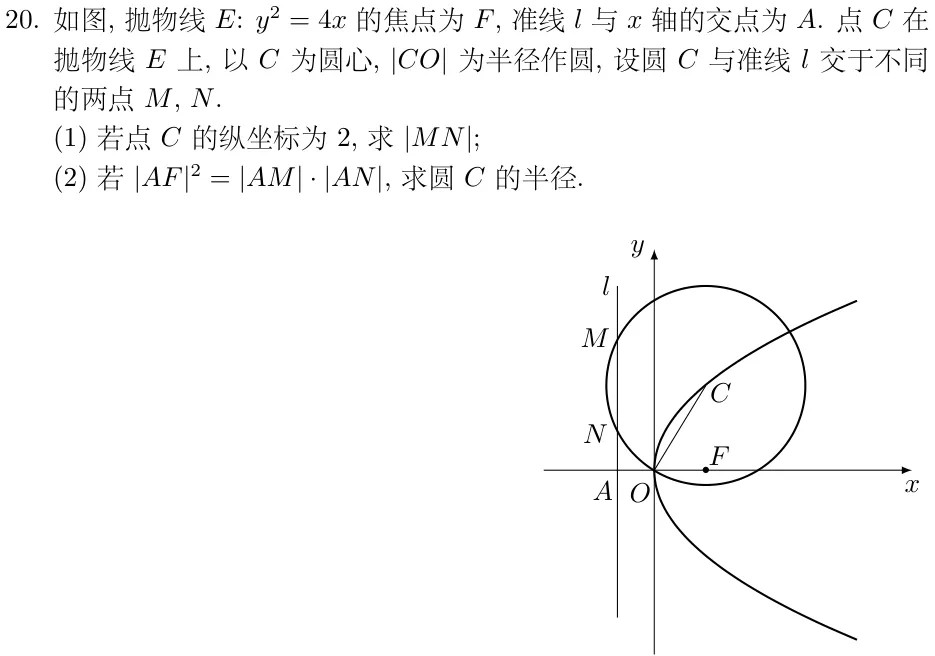 20. 如图, 抛物线 E: y² = 4x 的焦点为 F, 准线 l 与 x 轴的交点为 A. 点 C 在
抛物线 E 上, 以 C 为圆心, |CO| 为半径作圆, 设圆 C 与准线 l 交于不同
的两点 M, N.
(1) 若点 C 的纵坐标为 2, 求 |MN|;
(2) 若 |AF|² = |AM| · |AN|, 求圆 C 的半径.
y
l
M
C
N
F
A O
x